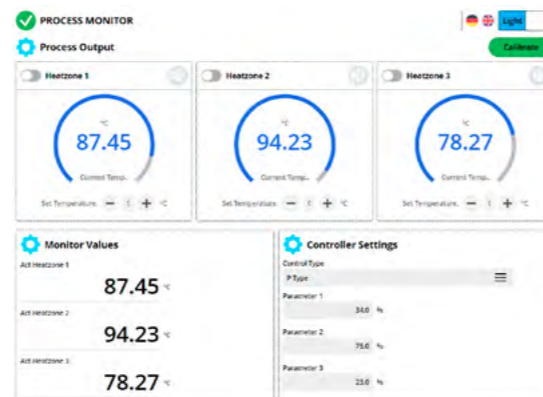 PROCESS MONITOR
Light
Process Output
Calibrate
Heatzone 1
Heatzone 2
Heatzone 3
°C
°C
°C
87.45
94.23
78.27
Current Temp..
Current Temp..
Current Temp..
Set Temperature. °C
Set Temperature. °C
Set Temperature. °C
Monitor Values
Controller Settings
Act Heatzone 1
87.45 °C
Act Heatzone 2
94.23 °C
Act Heatzone 3
78.27 °C
Control Type
P Type
Parameter 1
34.0 %
Parameter 2
75.0 %
Parameter 3
23.0 %